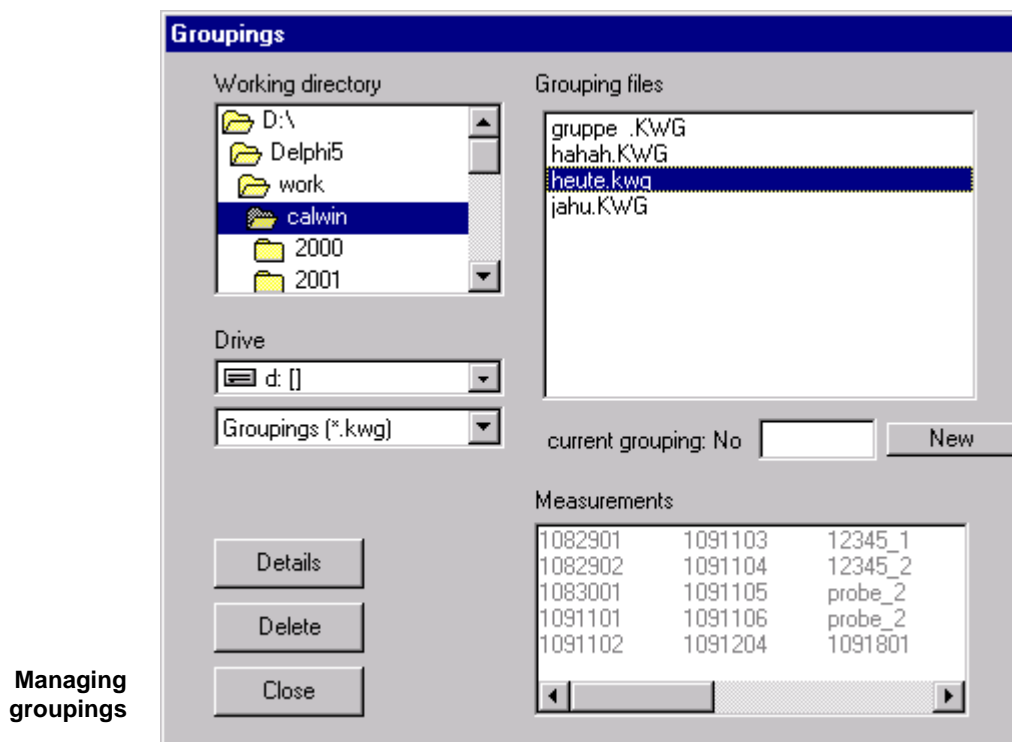 Groupings
Working directory
D:\
Delphi5
work
calwin
2000
2001
Drive
d: []
Groupings (*.kwg)
Grouping files
gruppe .KWG
hahah.KWG
heute.kwg
jahu.KWG
current grouping: No
New
Measurements
1082901 1091103 12345_1
1082902 1091104 12345_2
1083001 1091105 probe_2
1091101 1091106 probe_2
1091102 1091204 1091801
Details
Delete
Close
Managing
groupings